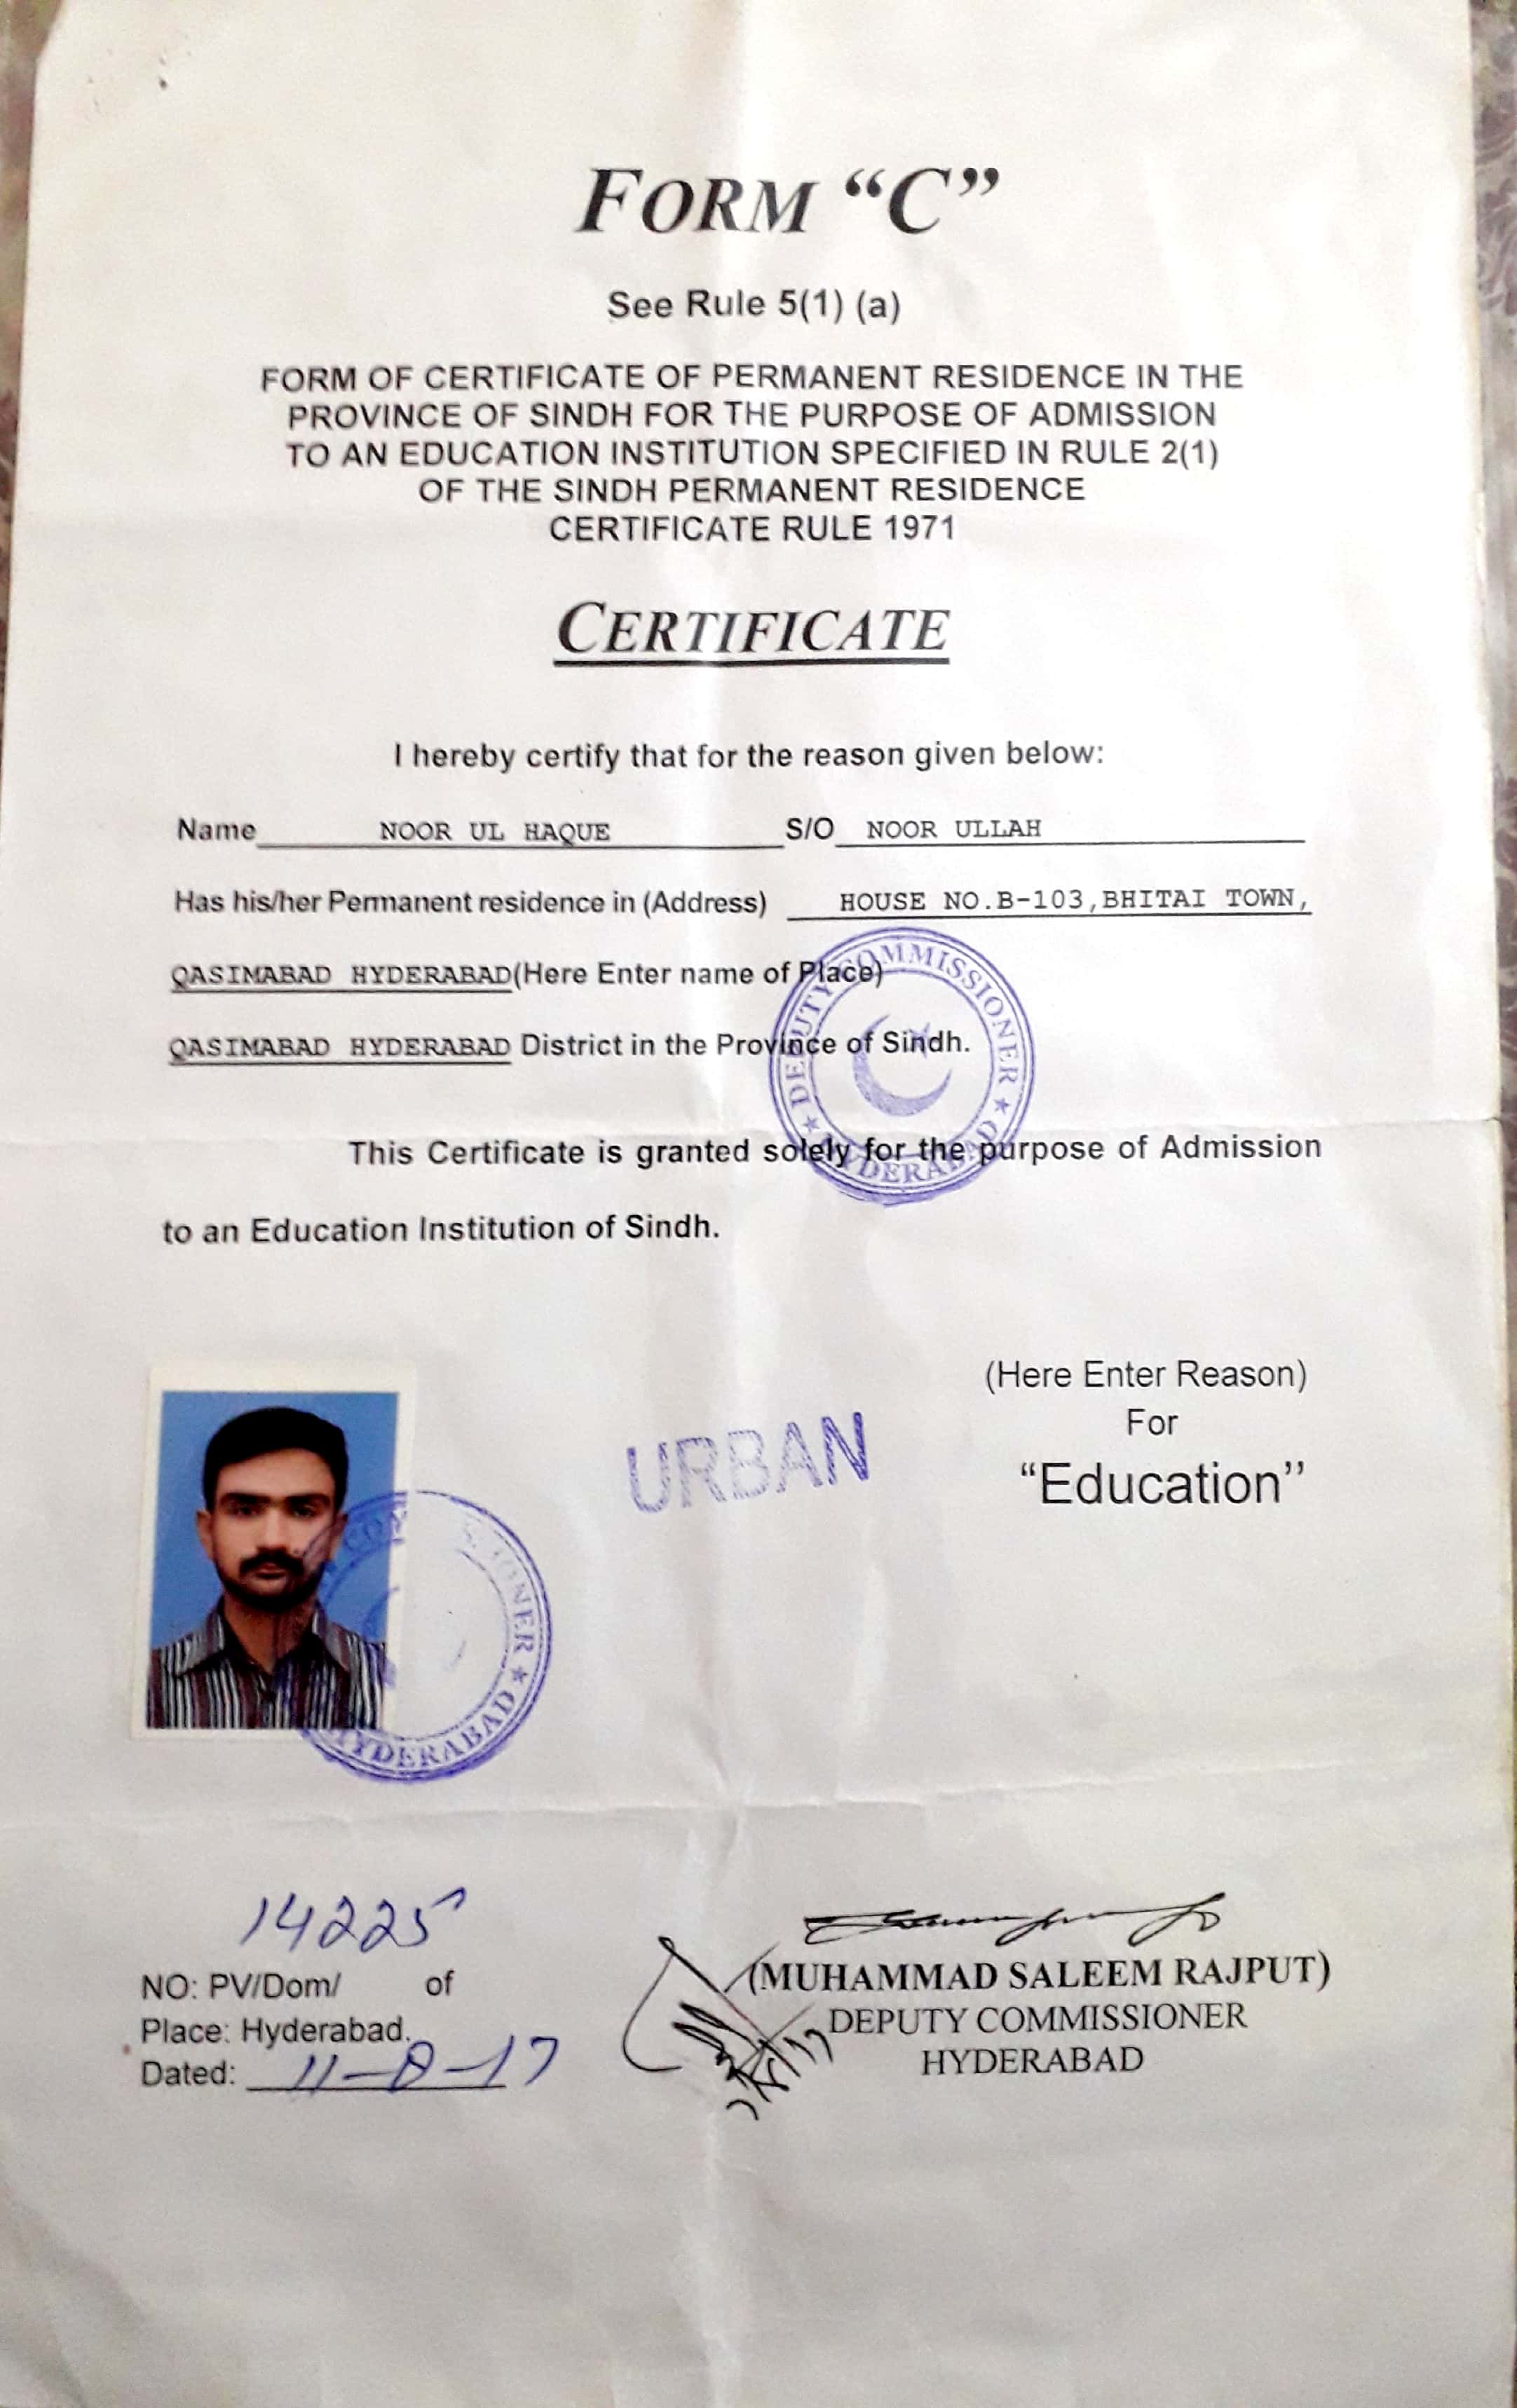 FORM “C”
See Rule 5(1) (a)
FORM OF CERTIFICATE OF PERMANENT RESIDENCE IN THE
PROVINCE OF SINDH FOR THE PURPOSE OF ADMISSION
TO AN EDUCATION INSTITUTION SPECIFIED IN RULE 2(1)
OF THE SINDH PERMANENT RESIDENCE
CERTIFICATE RULE 1971
CERTIFICATE
I hereby certify that for the reason given below:
Name NOOR UL HAQUE S/O NOOR ULLAH
Has his/her Permanent residence in (Address) HOUSE NO.B-103,BHITAI TOWN,
QASIMABAD HYDERABAD(Here Enter name of Place)
QASIMABAD HYDERABAD District in the Province of Sindh.
DEPUTY COMMISSIONER ★ HYDERABAD ★
This Certificate is granted solely for the purpose of Admission
to an Education Institution of Sindh.
(Here Enter Reason)
For
“Education”
URBAN
HYDERABAD ★
14225
NO: PV/Dom/ of
Place: Hyderabad.
Dated: 11-8-17
(MUHAMMAD SALEEM RAJPUT)
DEPUTY COMMISSIONER
HYDERABAD